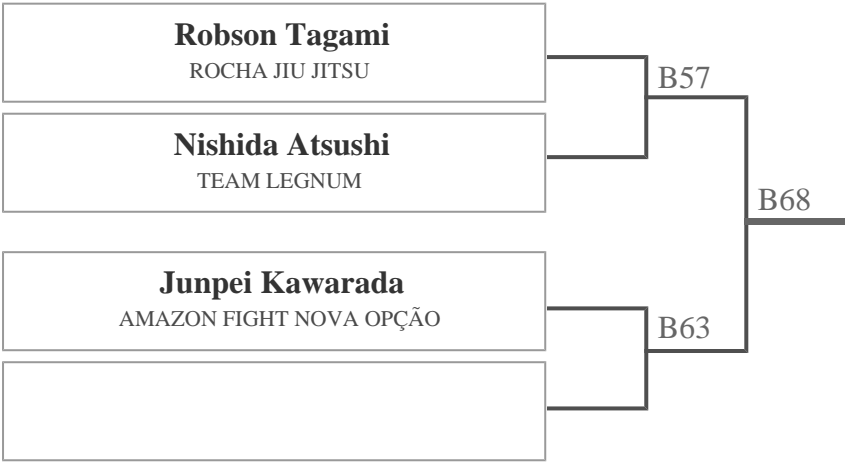 Robson Tagami
ROCHA JIU JITSU
B57
Nishida Atsushi
TEAM LEGNUM
B68
Junpei Kawarada
AMAZON FIGHT NOVA OPÇÃO
B63